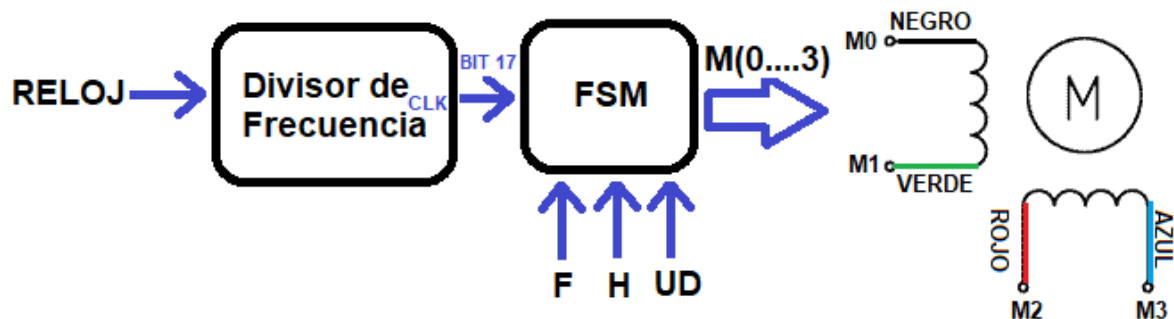 RELOJ
Divisor de
Frecuencia
CLK
BIT 17
FSM
F
H
UD
M(0....3)
M0
NEGRO
M1
VERDE
M
ROJO
AZUL
M2
M3